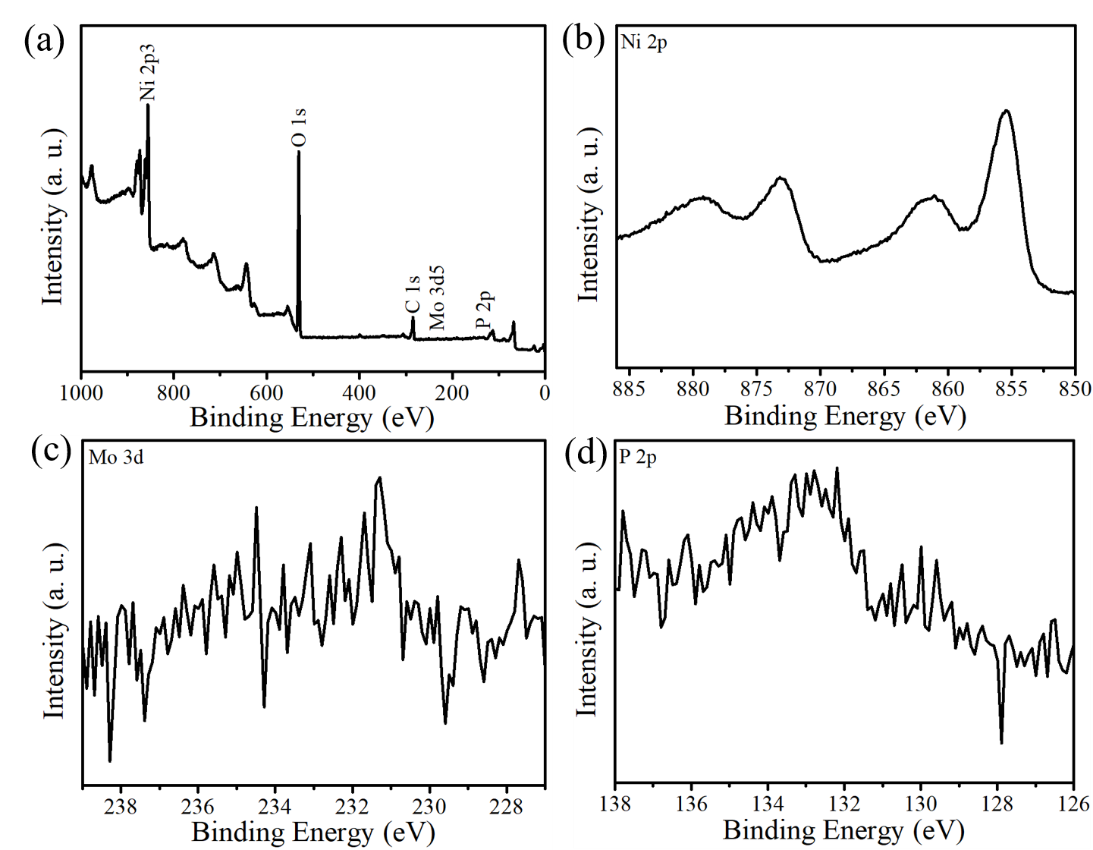 (a)
Ni 2p3
O 1s
C 1s
Mo 3d5
P 2p
Intensity (a. u.)
1000 800 600 400 200 0
Binding Energy (eV)
(b)
Ni 2p
Intensity (a. u.)
885 880 875 870 865 860 855 850
Binding Energy (eV)
(c)
Mo 3d
Intensity (a. u.)
238 236 234 232 230 228
Binding Energy (eV)
(d)
P 2p
Intensity (a. u.)
138 136 134 132 130 128 126
Binding Energy (eV)